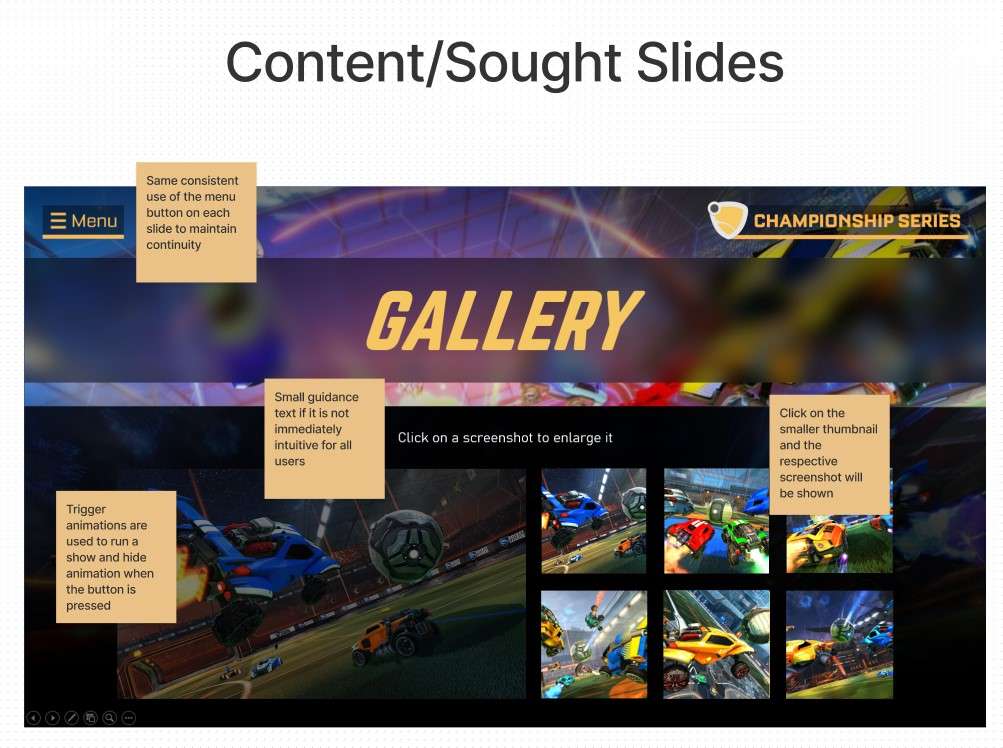 Content/Sought Slides
Same consistent
use of the menu
button on each
slide to maintain
continuity
Menu
CHAMPIONSHIP SERIES
GALLERY
Small guidance
text if it is not
immediately
intuitive for all
users
Click on a screenshot to enlarge it
Click on the
smaller thumbnail
and the
respective
screenshot will
be shown
Trigger
animations are
used to run a
show and hide
animation when
the button is
pressed